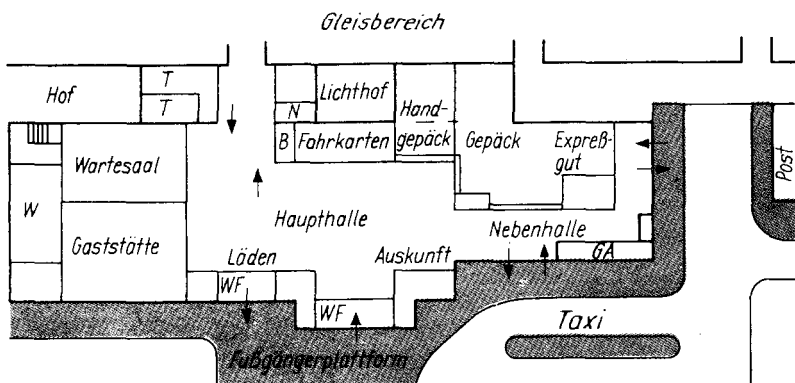 Gleisbereich
Hof
T
T
N
Lichthof
Hand-
gepäck
B
Fahrkarten
Gepäck
Expreß-
gut
Post
Wartesaal
W
Haupthalle
Nebenhalle
Gaststätte
Läden
Auskunft
GA
WF
WF
Taxi
Fußgängerplattform